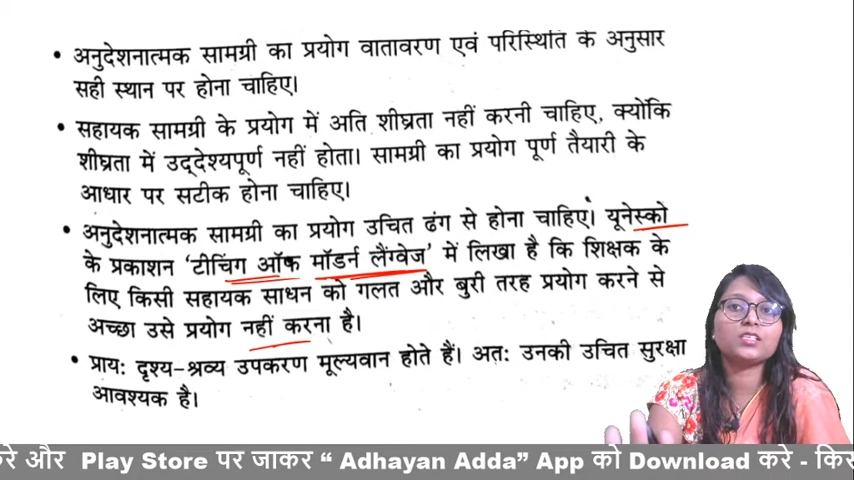 • अनुदेशनात्मक सामग्री का प्रयोग वातावरण एवं परिस्थिति के अनुसार
सही स्थान पर होना चाहिए।
• सहायक सामग्री के प्रयोग में अति शीघ्रता नहीं करनी चाहिए, क्योंकि
शीघ्रता में उद्देश्यपूर्ण नहीं होता। सामग्री का प्रयोग पूर्ण तैयारी के
आधार पर सटीक होना चाहिए।
• अनुदेशनात्मक सामग्री का प्रयोग उचित ढंग से होना चाहिए। यूनेस्को
के प्रकाशन ‘टीचिंग ऑफ मॉडर्न लैंग्वेज’ में लिखा है कि शिक्षक के
लिए किसी सहायक साधन को गलत और बुरी तरह प्रयोग करने से
अच्छा उसे प्रयोग नहीं करना है।
• प्रायः दृश्य-श्रव्य उपकरण मूल्यवान होते हैं। अतः उनकी उचित सुरक्षा
आवश्यक है।
और Play Store पर जाकर “ Adhayan Adda” App को Download करे -